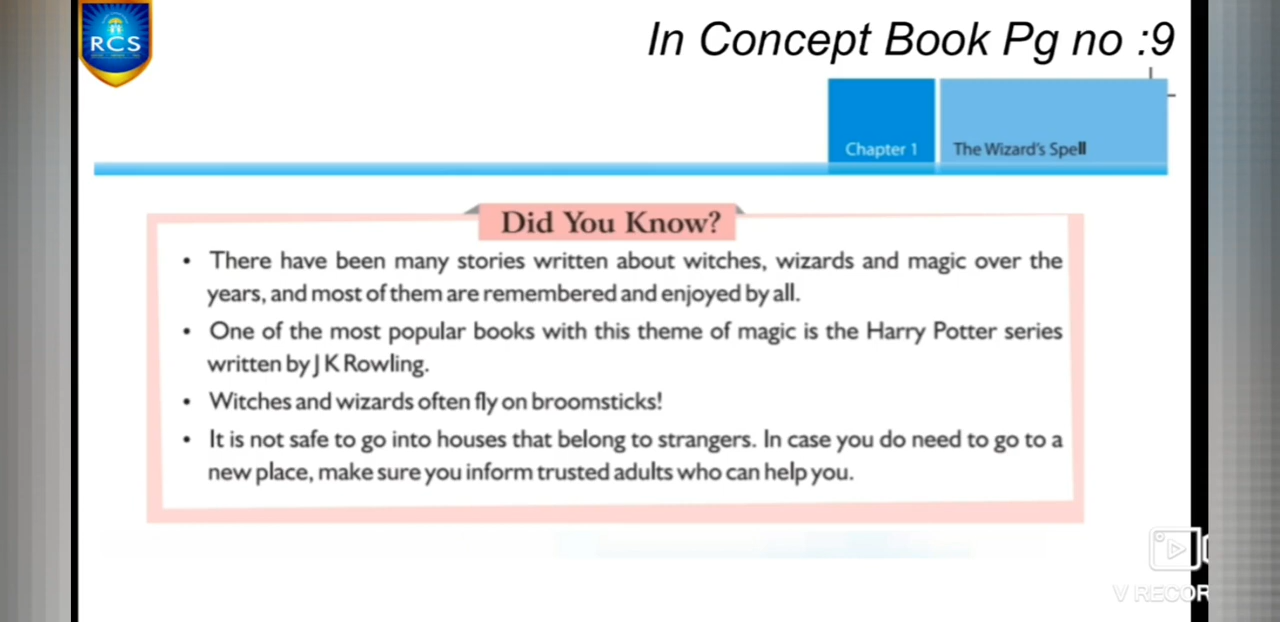 RCS
In Concept Book Pg no :9
Chapter 1
The Wizard's Spell
Did You Know?
• There have been many stories written about witches, wizards and magic over the
years, and most of them are remembered and enjoyed by all.
• One of the most popular books with this theme of magic is the Harry Potter series
written by J K Rowling.
• Witches and wizards often fly on broomsticks!
• It is not safe to go into houses that belong to strangers. In case you do need to go to a
new place, make sure you inform trusted adults who can help you.
V RECOR